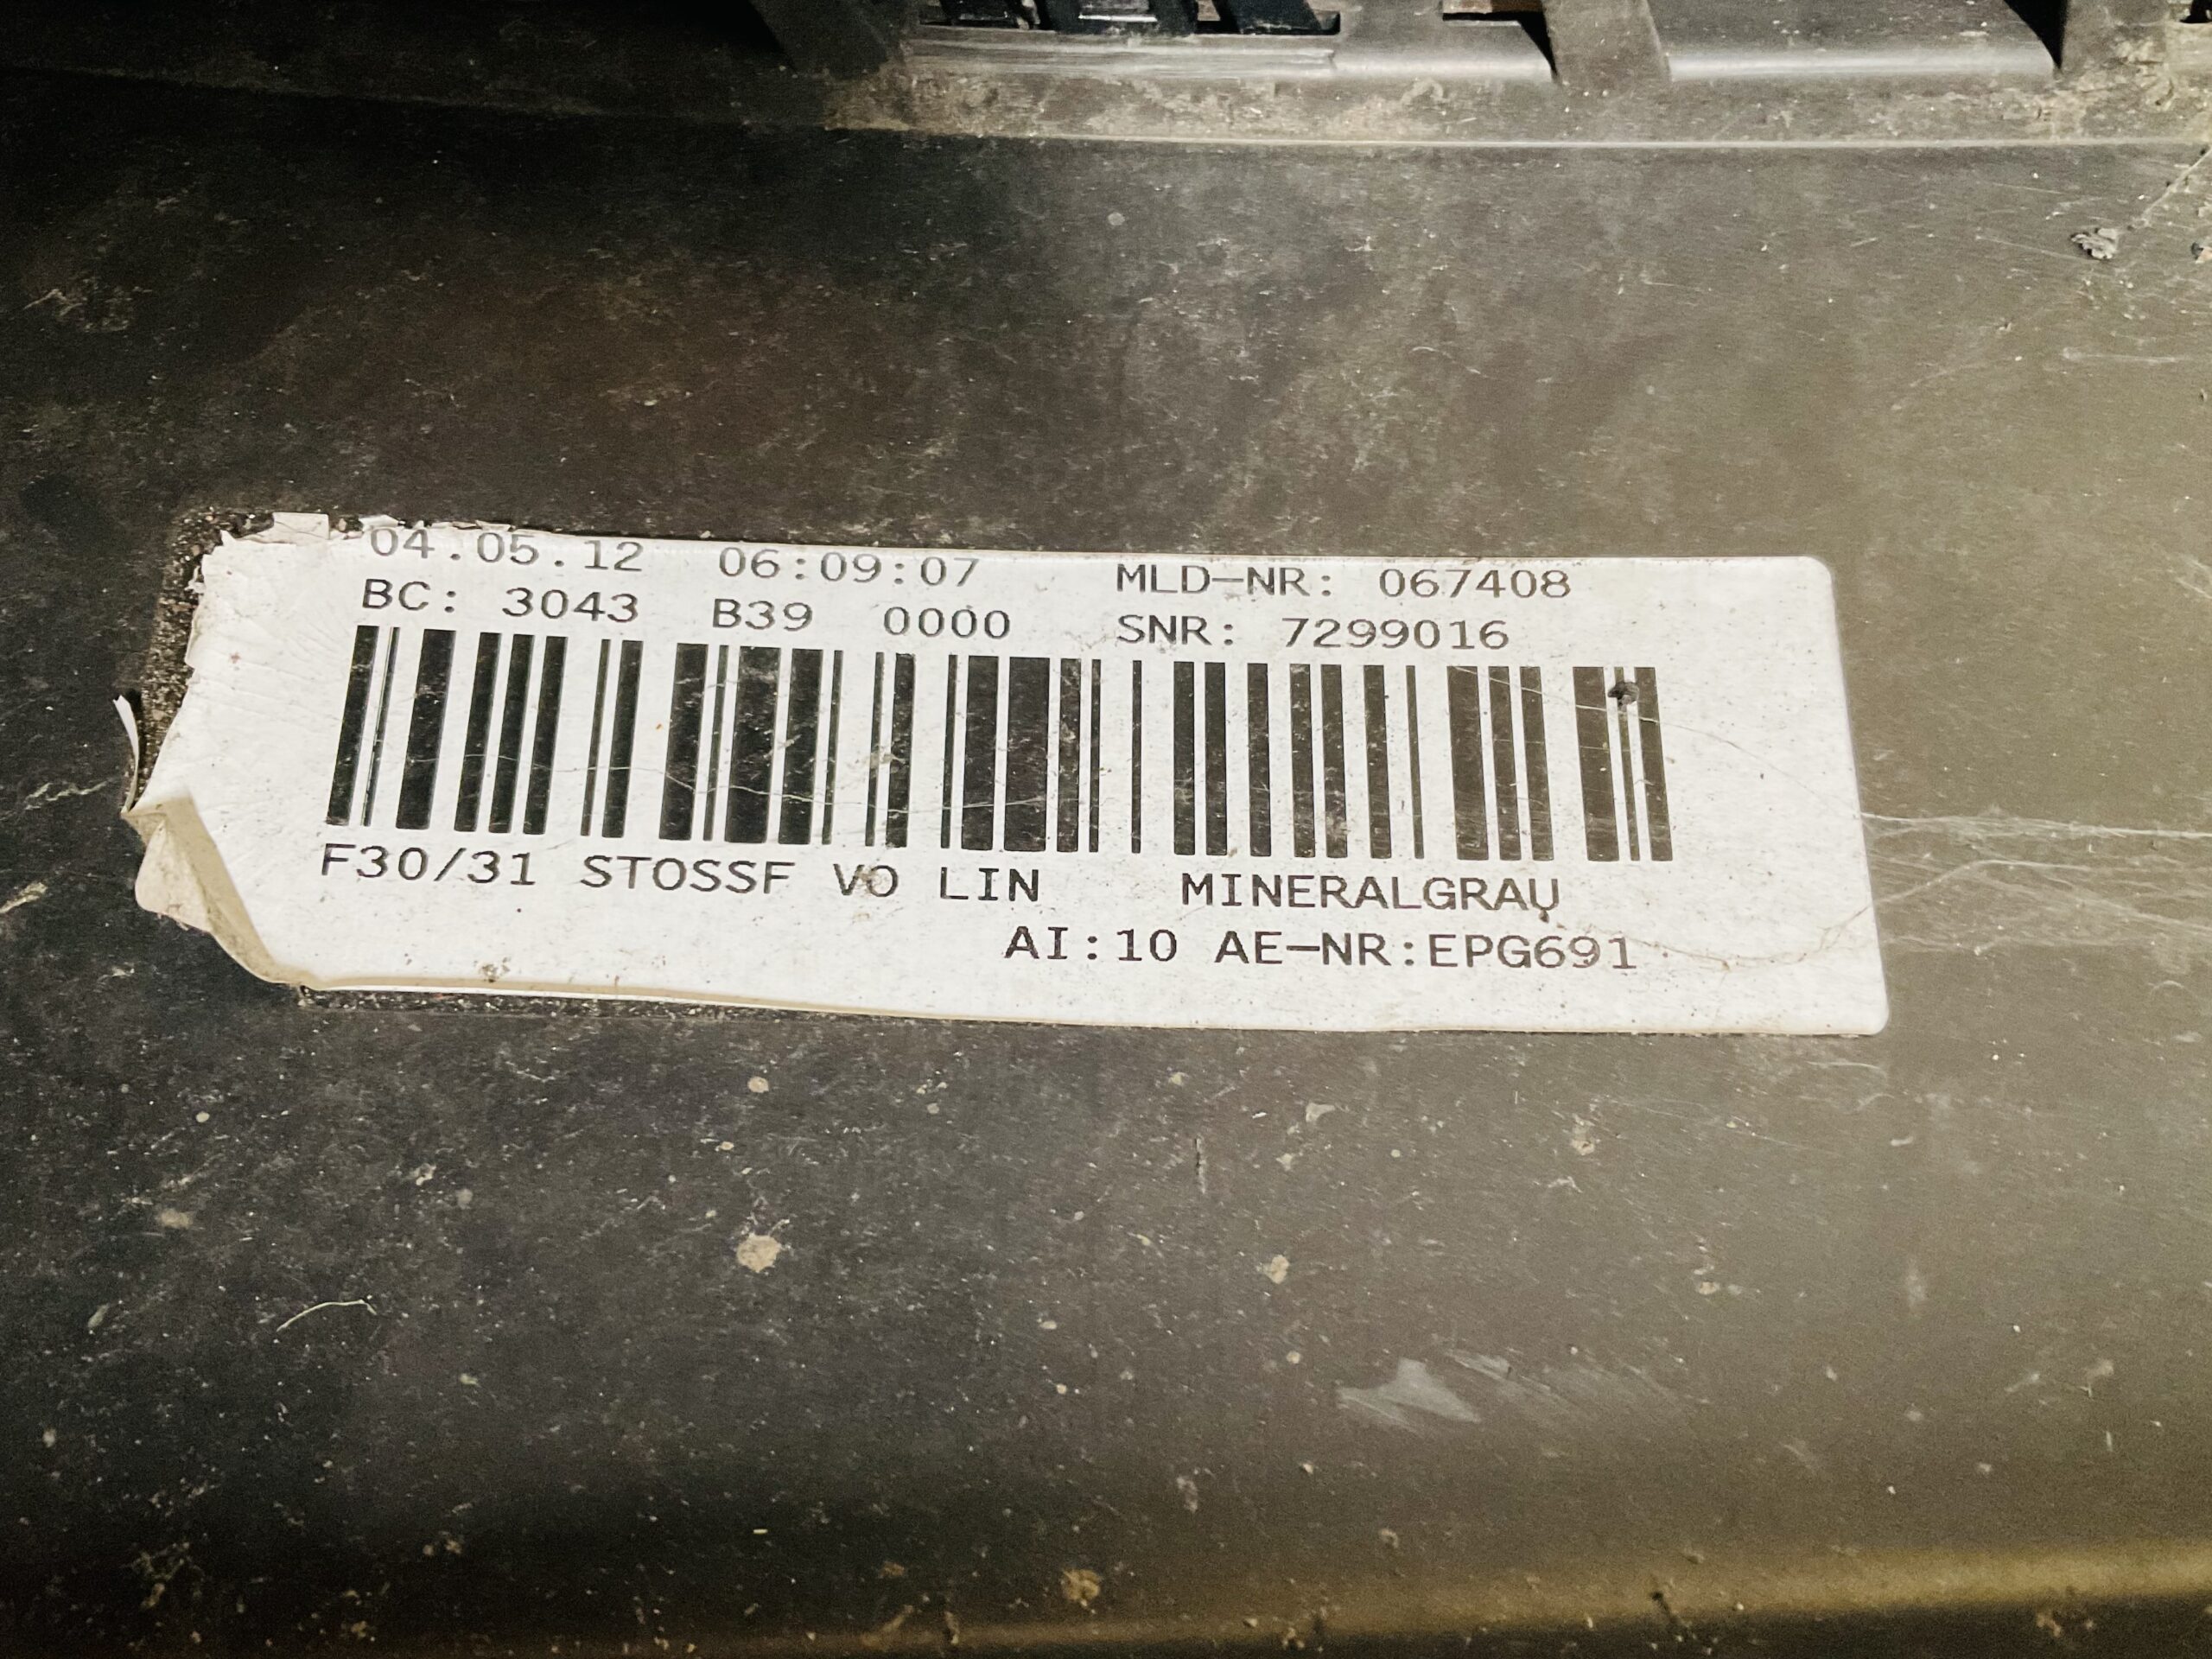 04.05.12 06:09:07 MLD-NR: 067408
BC: 3043 B39 0000 SNR: 7299016
F30/31 STOSSF VO LIN MINERALGRAU
AI:10 AE-NR:EPG691